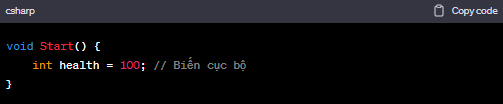 csharp Copy code
void Start() {
    int health = 100; // Biến cục bộ
}